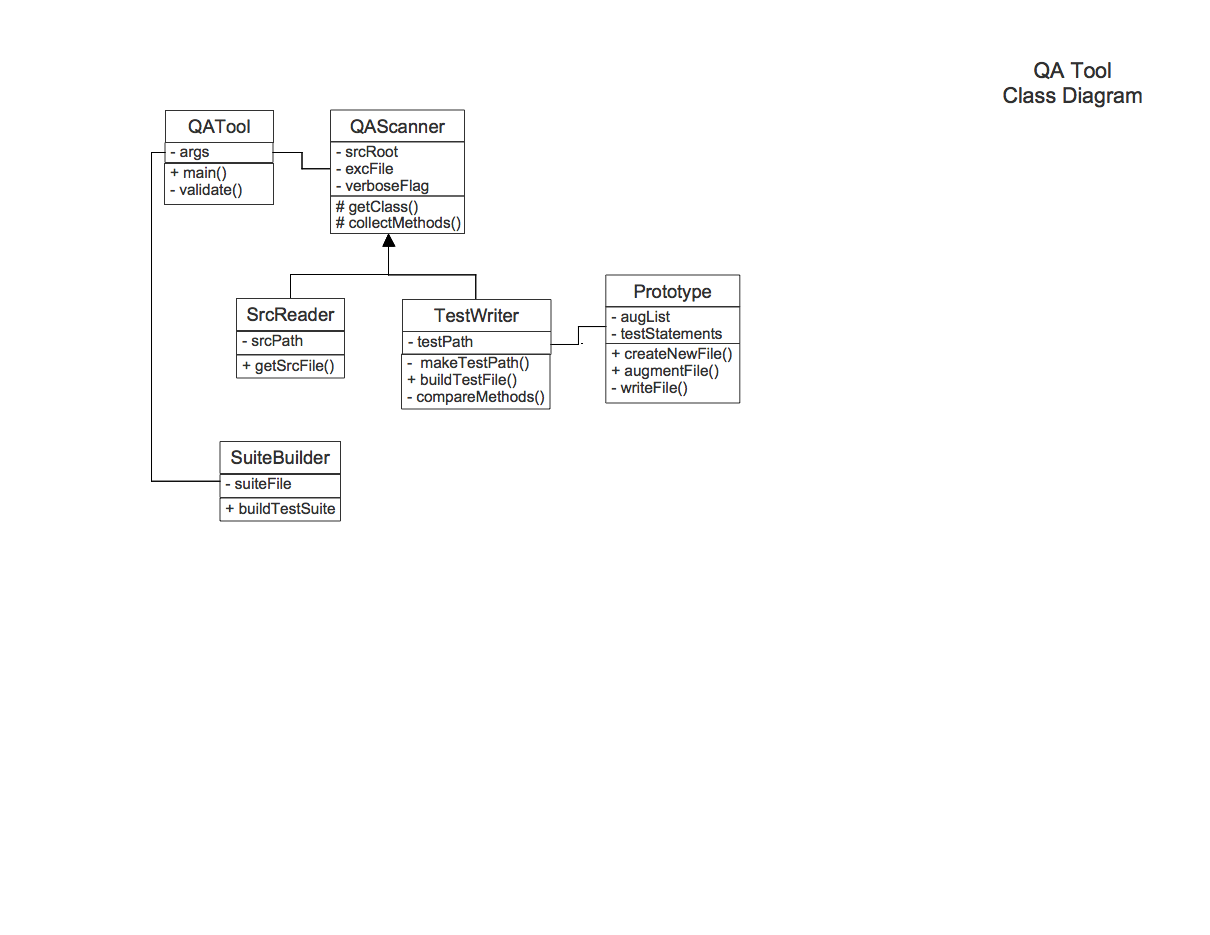 QA Tool
Class Diagram
QATool
- args
+ main()
- validate()
QAScanner
- srcRoot
- excFile
- verboseFlag
# getClass()
# collectMethods()
SrcReader
- srcPath
+ getSrcFile()
TestWriter
- testPath
- makeTestPath()
+ buildTestFile()
- compareMethods()
Prototype
- augList
- testStatements
+ createNewFile()
+ augmentFile()
- writeFile()
SuiteBuilder
- suiteFile
+ buildTestSuite